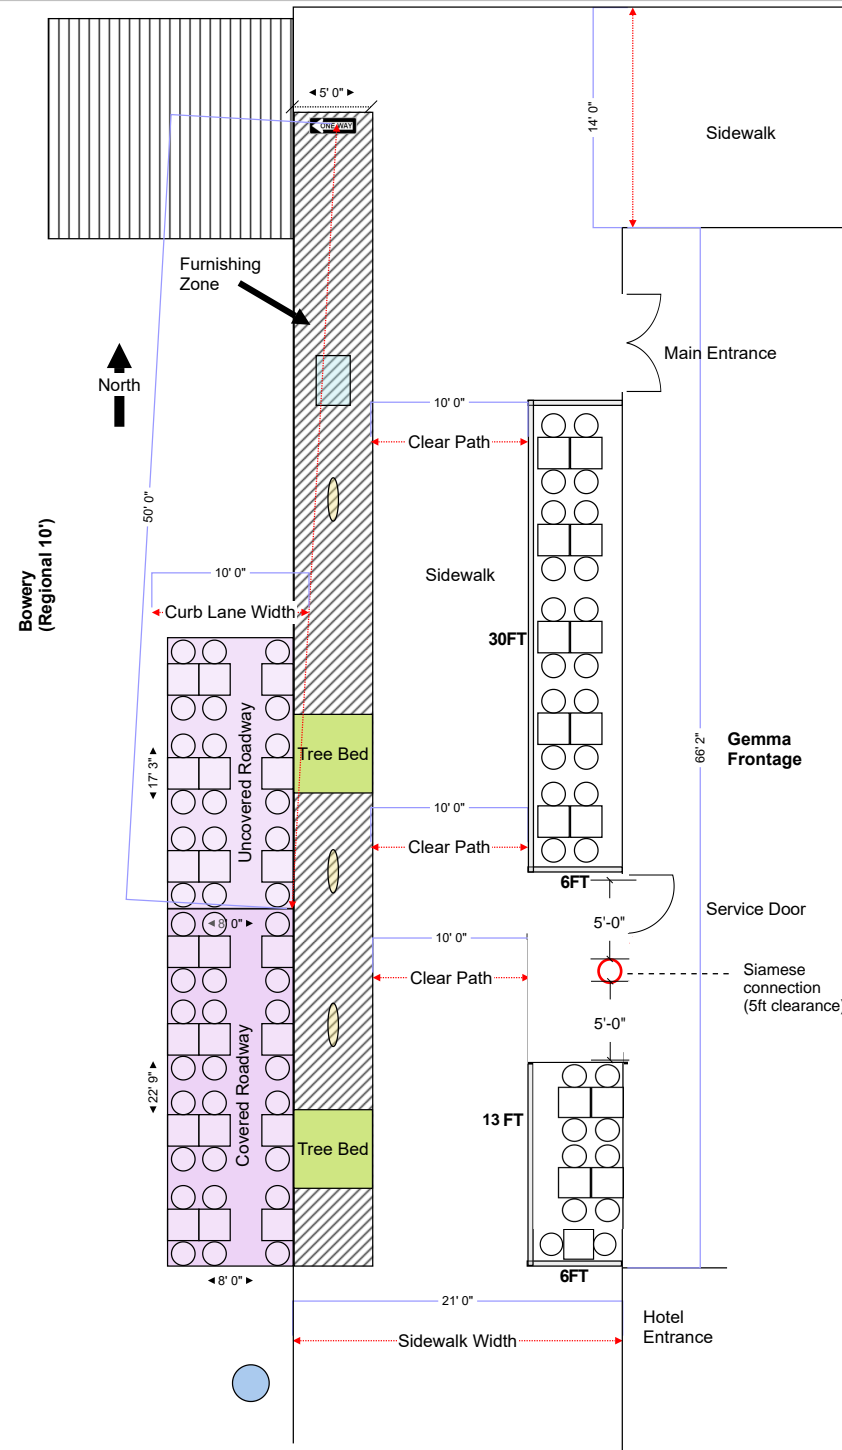 5' 0"
ONE WAY
14' 0"
Sidewalk
Furnishing
Zone
Main Entrance
North
10' 0"
Clear Path
50' 0"
Bowery
(Regional 10')
10' 0"
Sidewalk
Curb Lane Width
30FT
Uncovered Roadway
17' 3"
Tree Bed
66' 2"
Gemma
Frontage
10' 0"
Clear Path
6FT
Service Door
8' 0"
5'-0"
10' 0"
Clear Path
Siamese
connection
(5ft clearance)
5'-0"
Covered Roadway
22' 9"
13 FT
Tree Bed
8' 0"
6FT
21' 0"
Sidewalk Width
Hotel
Entrance